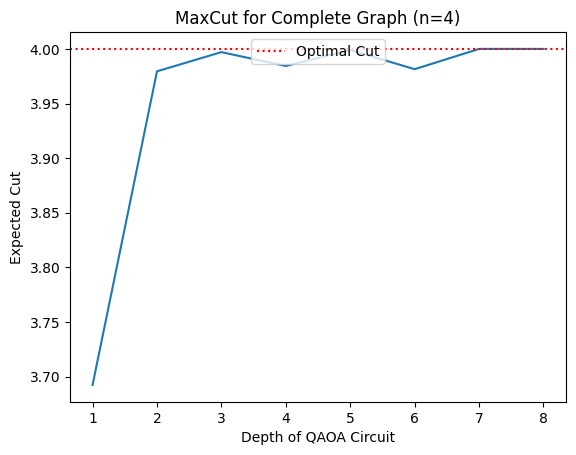 MaxCut for Complete Graph (n=4)
Optimal Cut
4.00
3.95
3.90
3.85
3.80
3.75
3.70
Expected Cut
1 2 3 4 5 6 7 8
Depth of QAOA Circuit